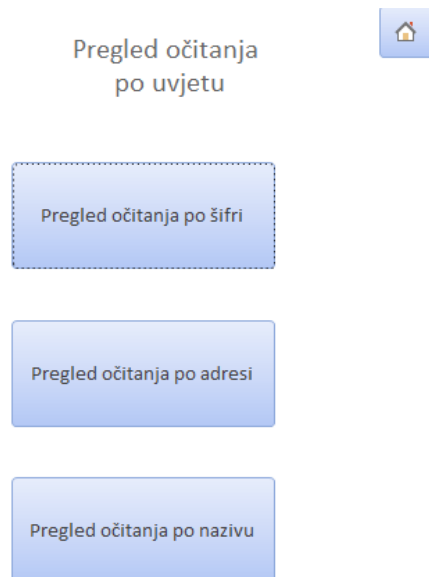 Pregled očitanja
po uvjetu
Pregled očitanja po šifri
Pregled očitanja po adresi
Pregled očitanja po nazivu